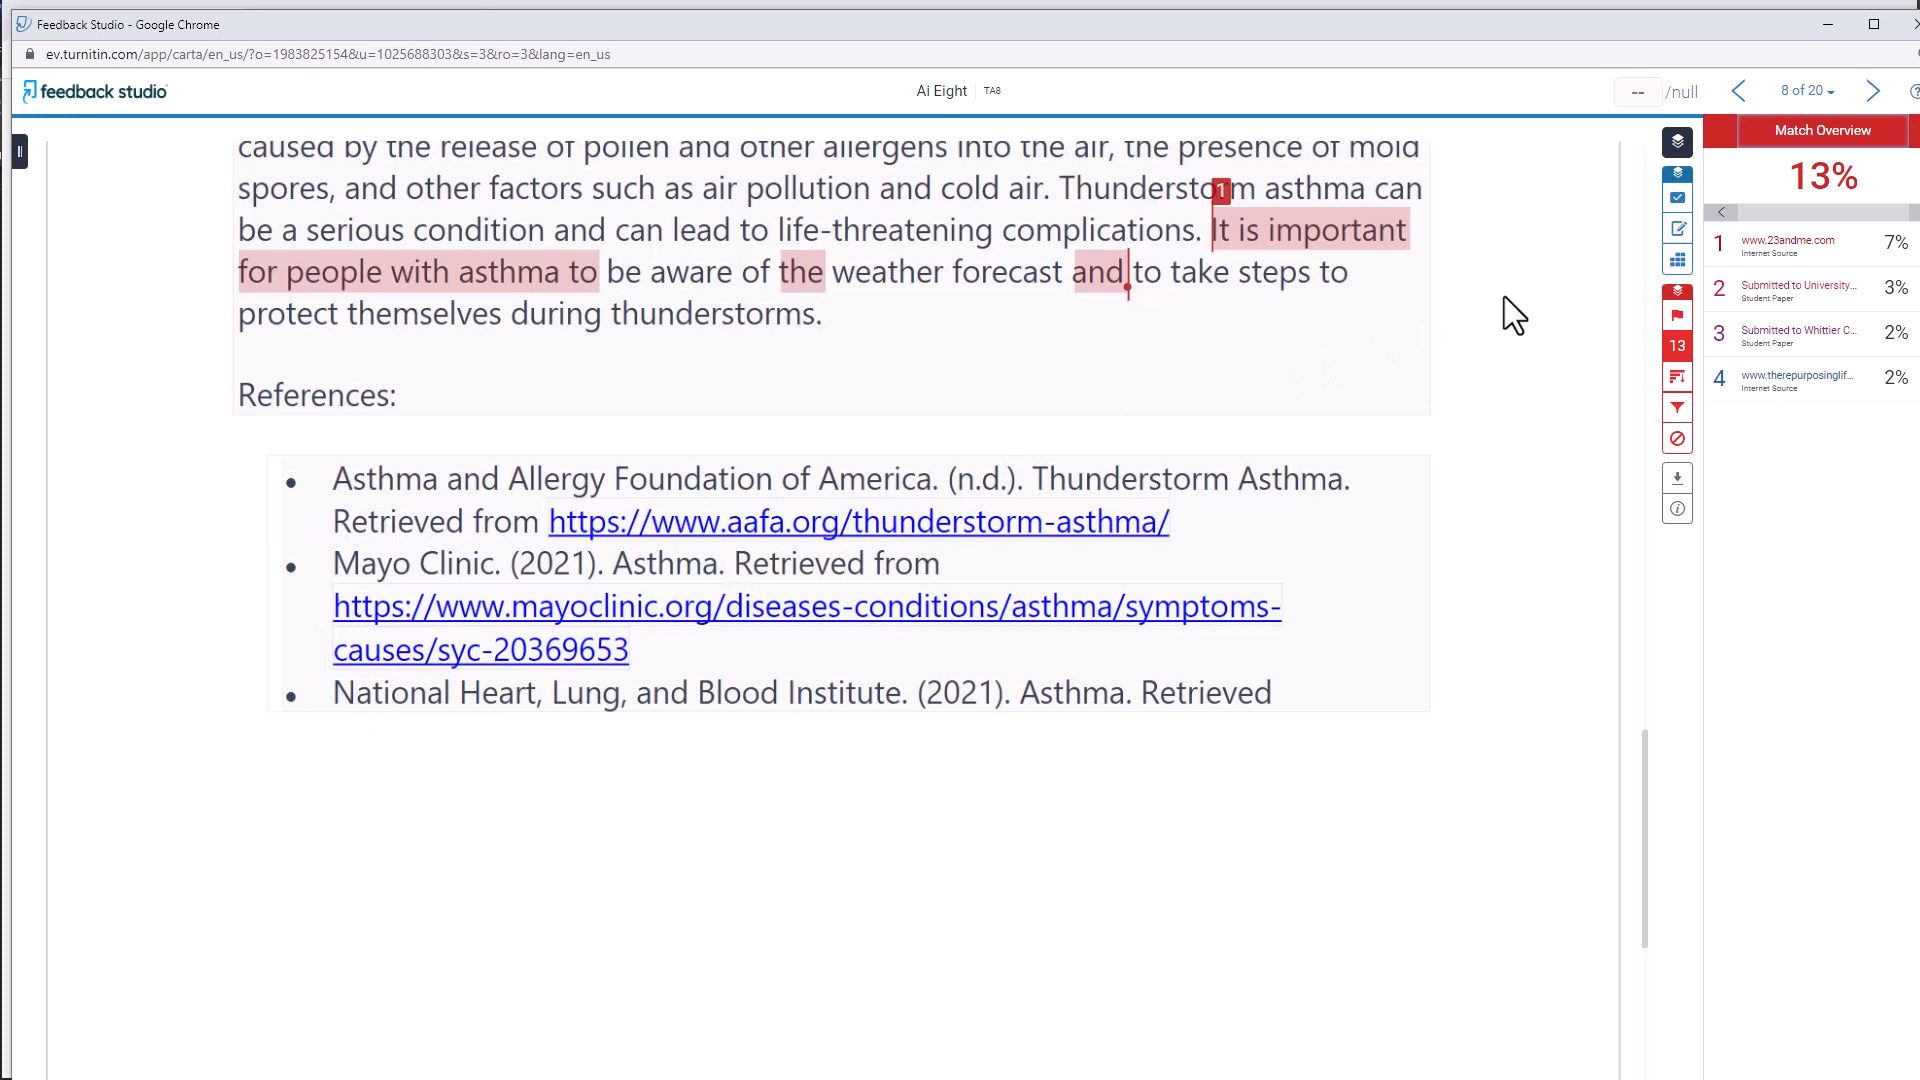 Feedback Studio - Google Chrome
ev.turnitin.com/app/carta/en_us/?o=1983825154&u=1025688303&s=3&ro=3&lang=en_us
feedback studio
Ai Eight
TA8
-- /null
8 of 20
caused by the release of pollen and other allergens into the air, the presence of mold
spores, and other factors such as air pollution and cold air. Thunderstorm asthma can
1
be a serious condition and can lead to life-threatening complications. It is important
for people with asthma to be aware of the weather forecast and to take steps to
protect themselves during thunderstorms.
References:
• Asthma and Allergy Foundation of America. (n.d.). Thunderstorm Asthma.
Retrieved from https://www.aafa.org/thunderstorm-asthma/
• Mayo Clinic. (2021). Asthma. Retrieved from
https://www.mayoclinic.org/diseases-conditions/asthma/symptoms-
causes/syc-20369653
• National Heart, Lung, and Blood Institute. (2021). Asthma. Retrieved
13
Match Overview
13%
1 www.23andme.com 7%
Internet Source
2 Submitted to University... 3%
Student Paper
3 Submitted to Whittier C... 2%
Student Paper
4 www.therepurposinglif... 2%
Internet Source